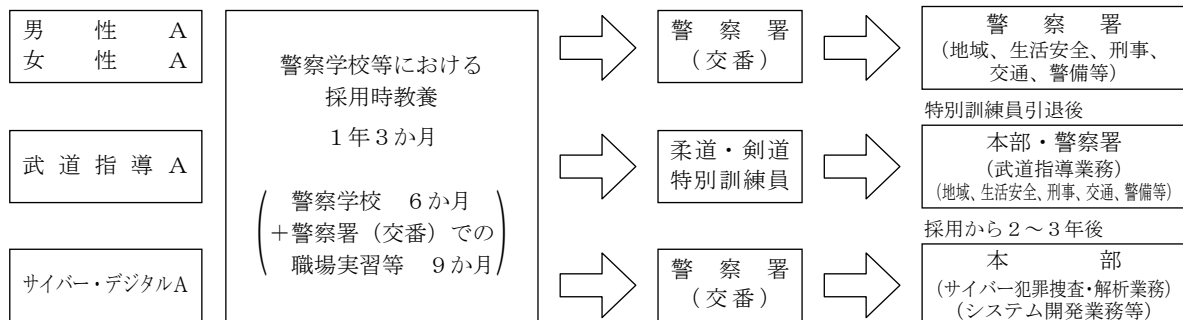 男性A
女性A
警察学校等における
採用時教養
1年3か月
警察学校 6か月
+警察署(交番)での
職場実習等 9か月
警察署
(交番)
警察署
(地域、生活安全、刑事、
交通、警備等)
武道指導A
柔道・剣道
特別訓練員
特別訓練員引退後
本部・警察署
(武道指導業務)
(地域、生活安全、刑事、交通、警備等)
サイバー・デジタルA
警察署
(交番)
採用から2~3年後
本部
(サイバー犯罪捜査・解析業務)
(システム開発業務等)